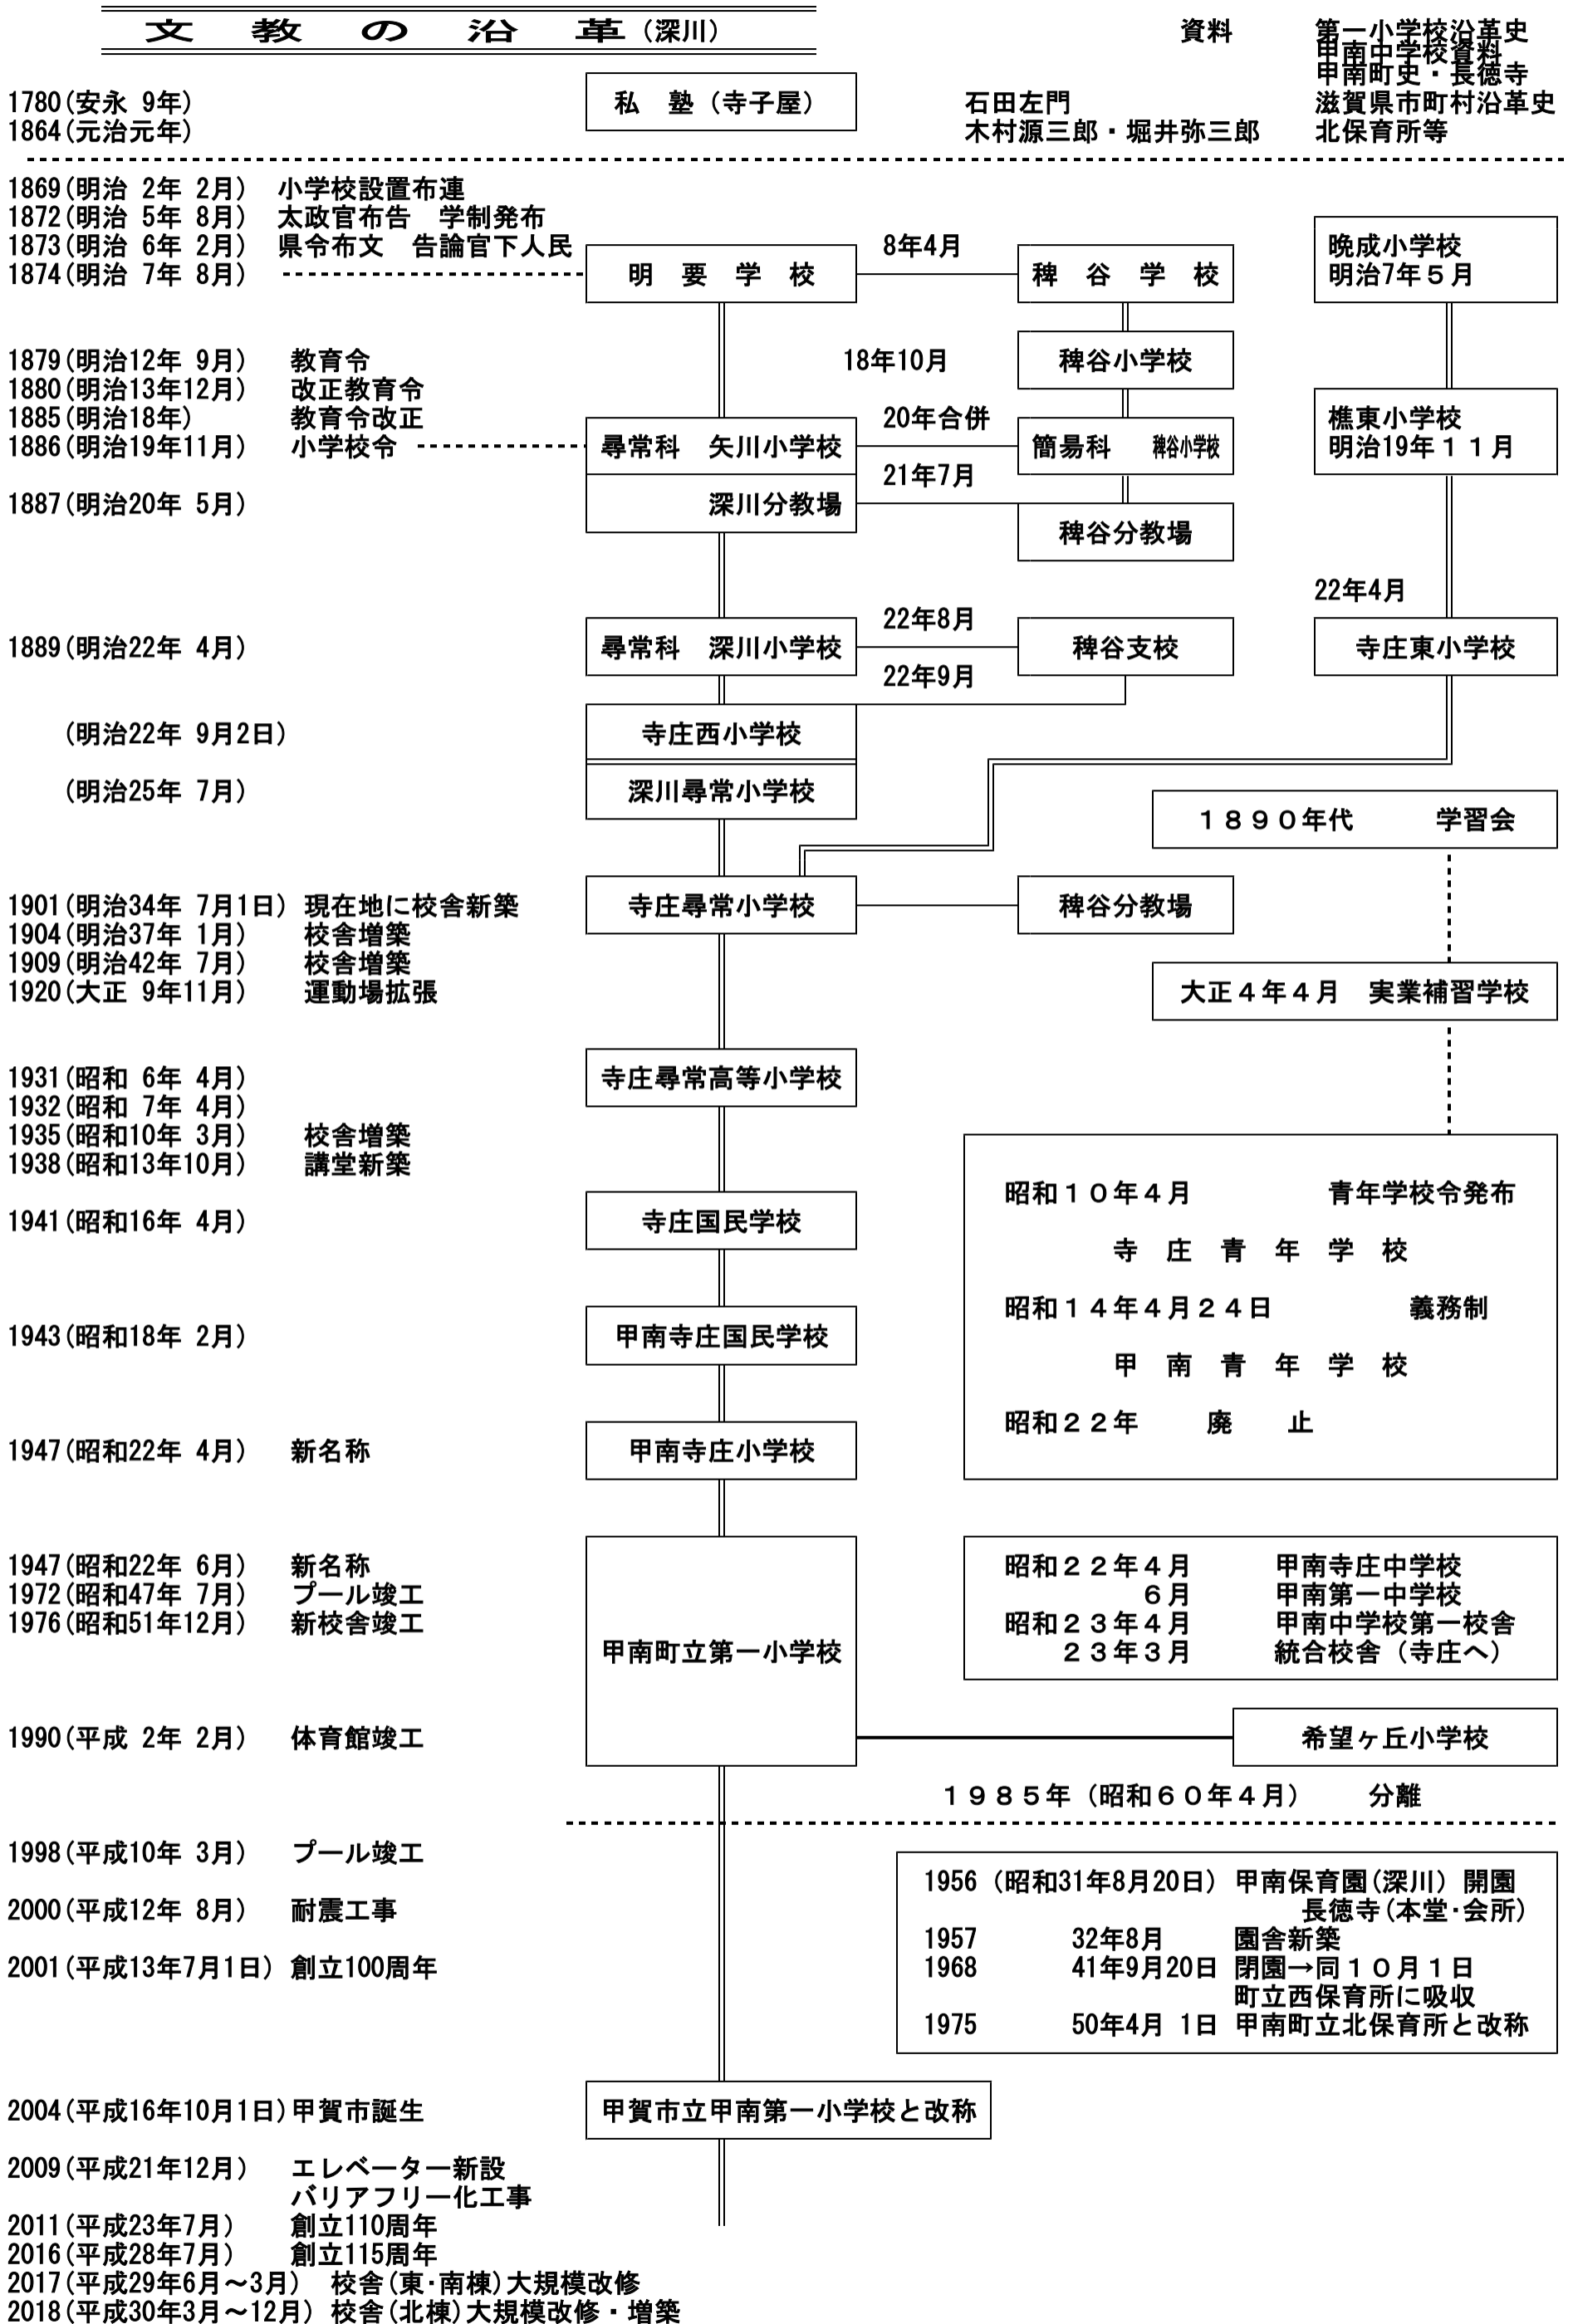 文教の沿革(深川)
資料 第一小学校沿革史
甲南中学校資料
甲南町史・長徳寺
1780(安永 9年) 私 塾(寺子屋) 石田左門 滋賀県市町村沿革史
1864(元治元年) 木村源三郎・堀井弥三郎 北保育所等
1869(明治 2年 2月) 小学校設置布連
1872(明治 5年 8月) 太政官布告 学制発布
1873(明治 6年 2月) 県令布文 告論官下人民 8年4月 晩成小学校
1874(明治 7年 8月) 明 要 学 校 稗 谷 学 校 明治7年5月
1879(明治12年 9月) 教育令 18年10月 稗谷小学校
1880(明治13年12月) 改正教育令
1885(明治18年) 教育令改正 20年合併 樵東小学校
1886(明治19年11月) 小学校令 尋常科 矢川小学校 簡易科 稗谷小学校 明治19年11月
21年7月
1887(明治20年 5月) 深川分教場
稗谷分教場
22年4月
22年8月
1889(明治22年 4月) 尋常科 深川小学校 稗谷支校 寺庄東小学校
22年9月
(明治22年 9月2日) 寺庄西小学校
(明治25年 7月) 深川尋常小学校
1890年代 学習会
1901(明治34年 7月1日) 現在地に校舎新築 寺庄尋常小学校 稗谷分教場
1904(明治37年 1月) 校舎増築
1909(明治42年 7月) 校舎増築
1920(大正 9年11月) 運動場拡張 大正4年4月 実業補習学校
1931(昭和 6年 4月) 寺庄尋常高等小学校
1932(昭和 7年 4月)
1935(昭和10年 3月) 校舎増築
1938(昭和13年10月) 講堂新築
昭和10年4月 青年学校令発布
1941(昭和16年 4月) 寺庄国民学校
寺 庄 青 年 学 校
昭和14年4月24日 義務制
1943(昭和18年 2月) 甲南寺庄国民学校
甲 南 青 年 学 校
昭和22年 廃 止
1947(昭和22年 4月) 新名称 甲南寺庄小学校
1947(昭和22年 6月) 新名称 昭和22年4月 甲南寺庄中学校
1972(昭和47年 7月) プール竣工 6月 甲南第一中学校
1976(昭和51年12月) 新校舎竣工 昭和23年4月 甲南中学校第一校舎
甲南町立第一小学校 23年3月 統合校舎(寺庄へ)
1990(平成 2年 2月) 体育館竣工 希望ヶ丘小学校
1985年(昭和60年4月) 分離
1998(平成10年 3月) プール竣工
1956(昭和31年8月20日) 甲南保育園(深川)開園
2000(平成12年 8月) 耐震工事 長徳寺(本堂・会所)
1957 32年8月 園舎新築
2001(平成13年7月1日) 創立100周年 1968 41年9月20日 閉園→同10月1日
町立西保育所に吸収
1975 50年4月 1日 甲南町立北保育所と改称
2004(平成16年10月1日)甲賀市誕生 甲賀市立甲南第一小学校と改称
2009(平成21年12月) エレベーター新設
バリアフリー化工事
2011(平成23年7月) 創立110周年
2016(平成28年7月) 創立115周年
2017(平成29年6月～3月) 校舎(東・南棟)大規模改修
2018(平成30年3月～12月) 校舎(北棟)大規模改修・増築